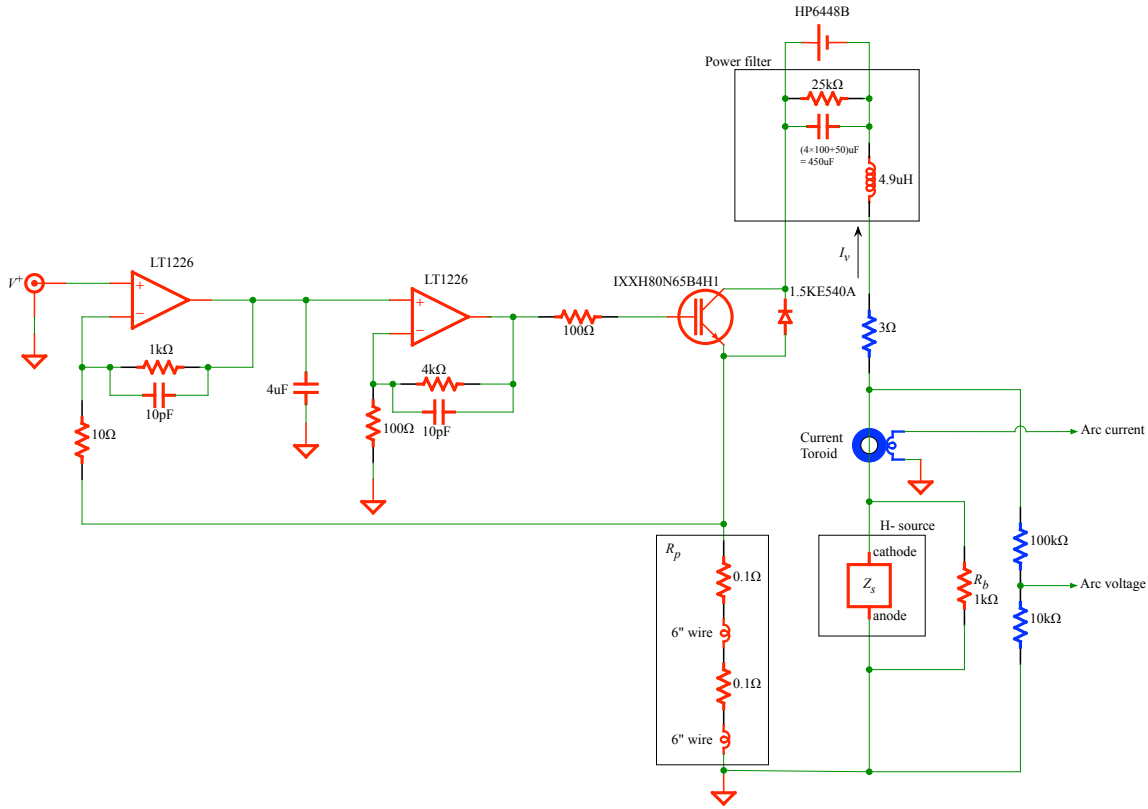 HP6448B
Power filter
25kΩ
(4×100+50)uF
= 450uF
4.9uH
I_v
V⁺
LT1226
+
−
1kΩ
10pF
10Ω
4uF
LT1226
+
−
4kΩ
10pF
100Ω
100Ω
IXXH80N65B4H1
1.5KE540A
3Ω
Current
Toroid
Arc current
H- source
cathode
Z_s
anode
R_b
1kΩ
100kΩ
Arc voltage
10kΩ
R_p
0.1Ω
6" wire
0.1Ω
6" wire